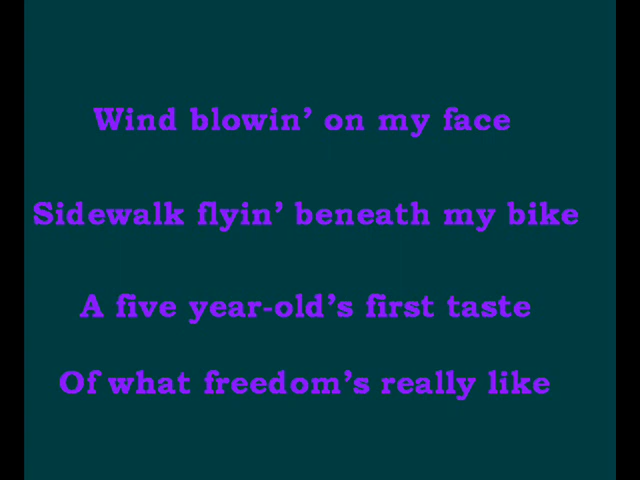 Wind blowin’ on my face
Sidewalk flyin’ beneath my bike
A five year-old’s first taste
Of what freedom’s really like